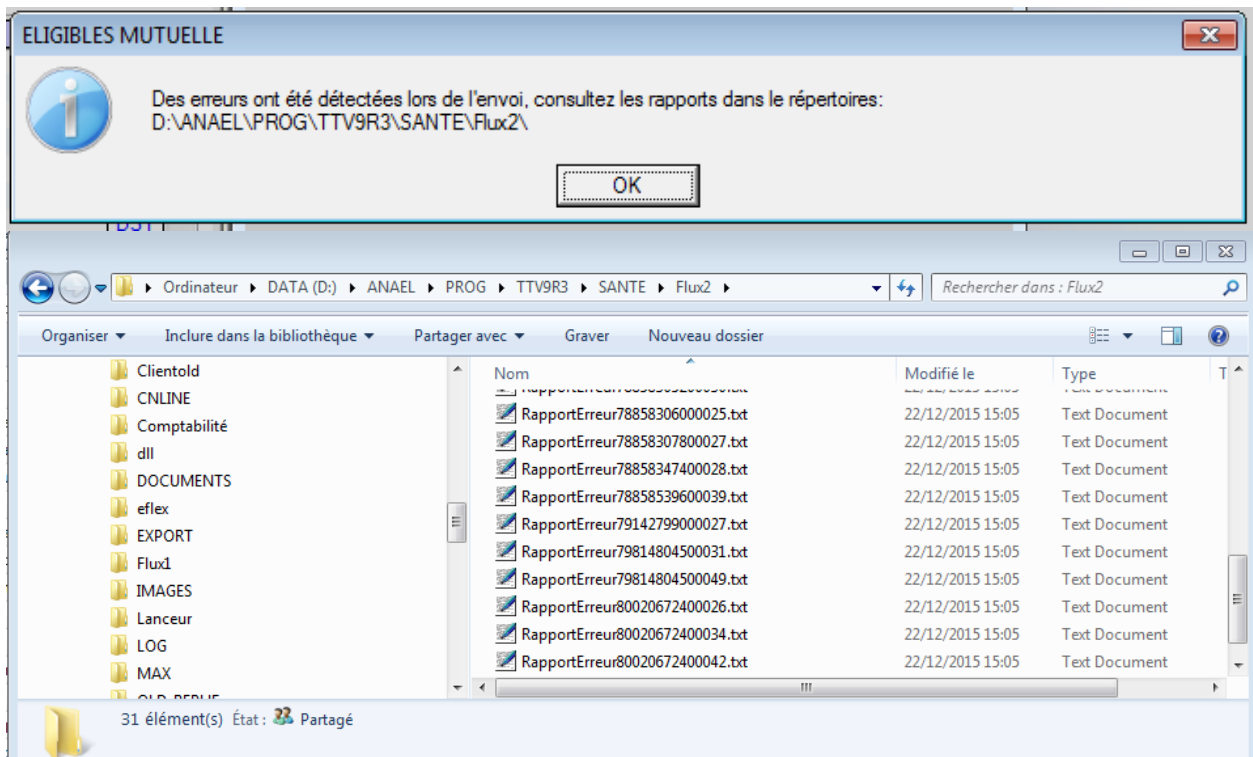 ELIGIBLES MUTUELLE
Des erreurs ont été détectées lors de l'envoi, consultez les rapports dans le répertoires:
D:\ANAEL\PROG\TTV9R3\SANTE\Flux2\
OK
Ordinateur DATA (D:) ANAEL PROG TTV9R3 SANTE Flux2 Rechercher dans : Flux2
Organiser Inclure dans la bibliothèque Partager avec Graver Nouveau dossier
Clientold
CNLINE
Comptabilité
dll
DOCUMENTS
eflex
EXPORT
Flux1
IMAGES
Lanceur
LOG
MAX
Nom Modifié le Type T
RapportErreur78858306000025.txt 22/12/2015 15:05 Text Document
RapportErreur78858307800027.txt 22/12/2015 15:05 Text Document
RapportErreur78858347400028.txt 22/12/2015 15:05 Text Document
RapportErreur78858539600039.txt 22/12/2015 15:05 Text Document
RapportErreur79142799000027.txt 22/12/2015 15:05 Text Document
RapportErreur79814804500031.txt 22/12/2015 15:05 Text Document
RapportErreur79814804500049.txt 22/12/2015 15:05 Text Document
RapportErreur80020672400026.txt 22/12/2015 15:05 Text Document
RapportErreur80020672400034.txt 22/12/2015 15:05 Text Document
RapportErreur80020672400042.txt 22/12/2015 15:05 Text Document
31 élément(s) État : Partagé